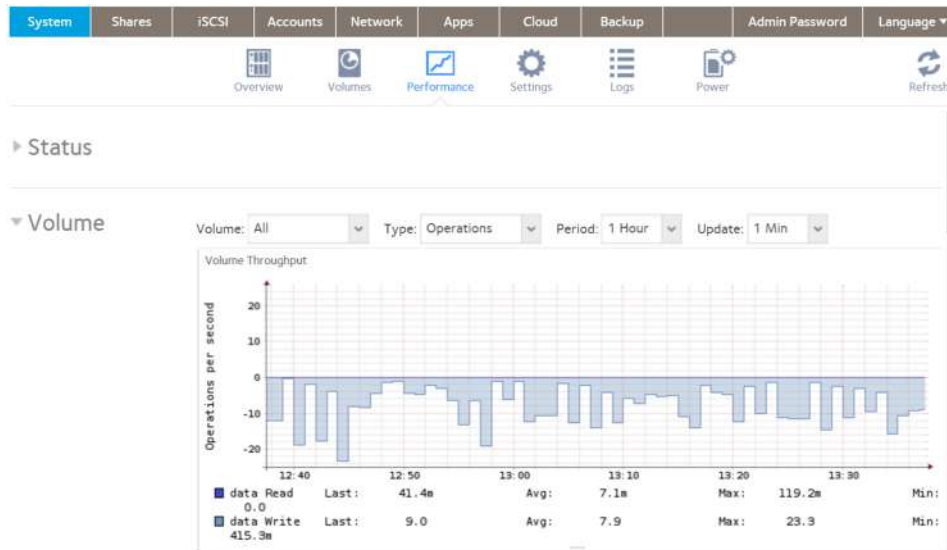 System Shares iSCSI Accounts Network Apps Cloud Backup Admin Password Language
Overview Volumes Performance Settings Logs Power Refresh
Status
Volume
Volume: All Type: Operations Period: 1 Hour Update: 1 Min
Volume Throughput
Operations per second
20
10
0
-10
-20
12:40 12:50 13:00 13:10 13:20 13:30
data Read Last: 41.4m Avg: 7.1m Max: 119.2m Min:
0.0
data Write Last: 9.0 Avg: 7.9 Max: 23.3 Min:
415.3m